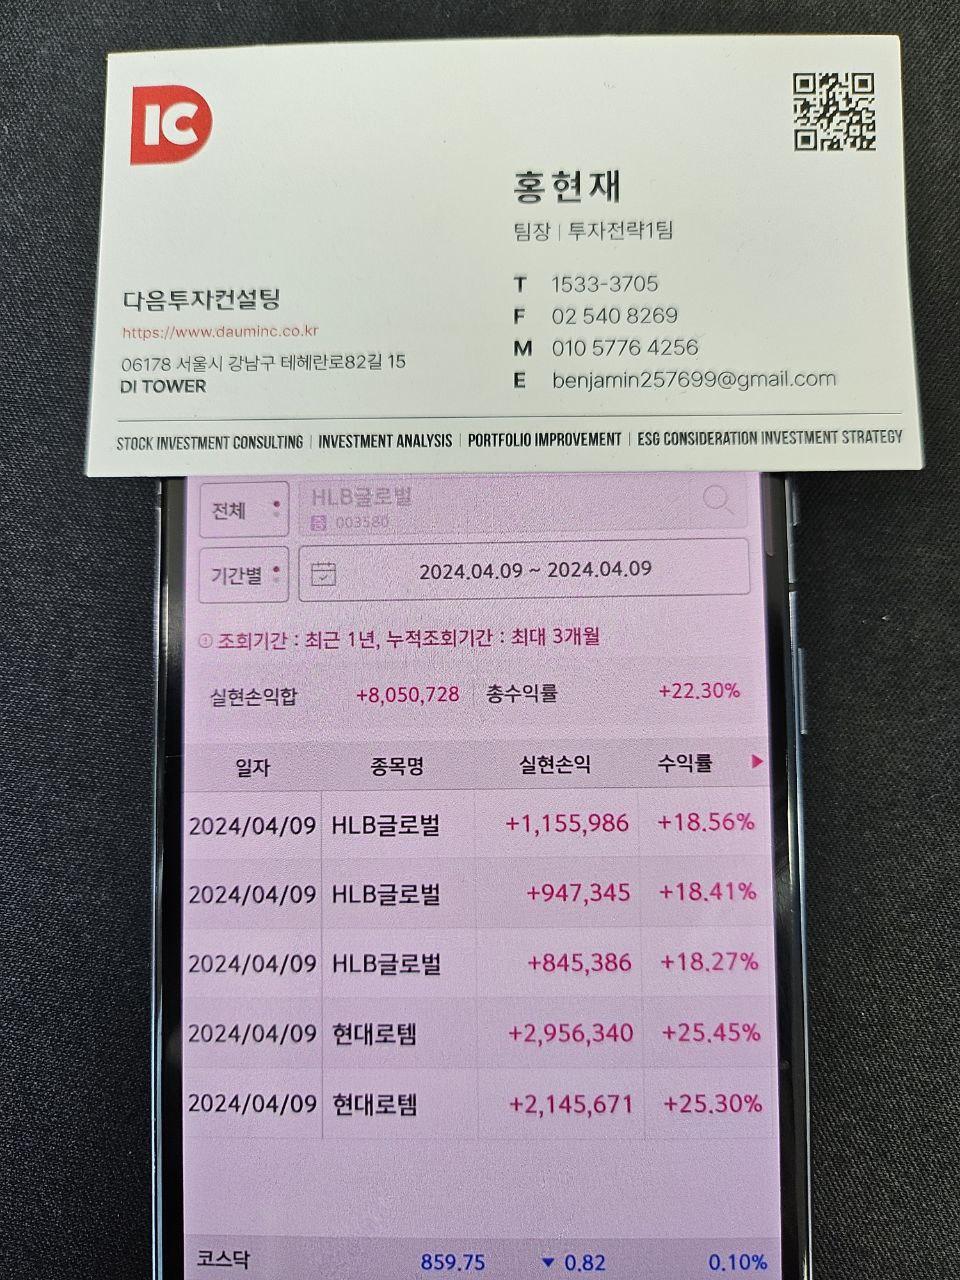 IC
홍현재
팀장 | 투자전략1팀
T 1533-3705
F 02 540 8269
M 010 5776 4256
E benjamin257699@gmail.com
다음투자컨설팅
https://www.dauminc.co.kr
06178 서울시 강남구 테헤란로82길 15
DI TOWER
STOCK INVESTMENT CONSULTING | INVESTMENT ANALYSIS | PORTFOLIO IMPROVEMENT | ESG CONSIDERATION INVESTMENT STRATEGY
전체 HLB글로벌
증 003580
기간별 2024.04.09 ~ 2024.04.09
조회기간 : 최근 1년, 누적조회기간 : 최대 3개월
실현손익합 +8,050,728 총수익률 +22.30%
일자 종목명 실현손익 수익률
2024/04/09 HLB글로벌 +1,155,986 +18.56%
2024/04/09 HLB글로벌 +947,345 +18.41%
2024/04/09 HLB글로벌 +845,386 +18.27%
2024/04/09 현대로템 +2,956,340 +25.45%
2024/04/09 현대로템 +2,145,671 +25.30%
코스닥 859.75 ▼ 0.82 0.10%